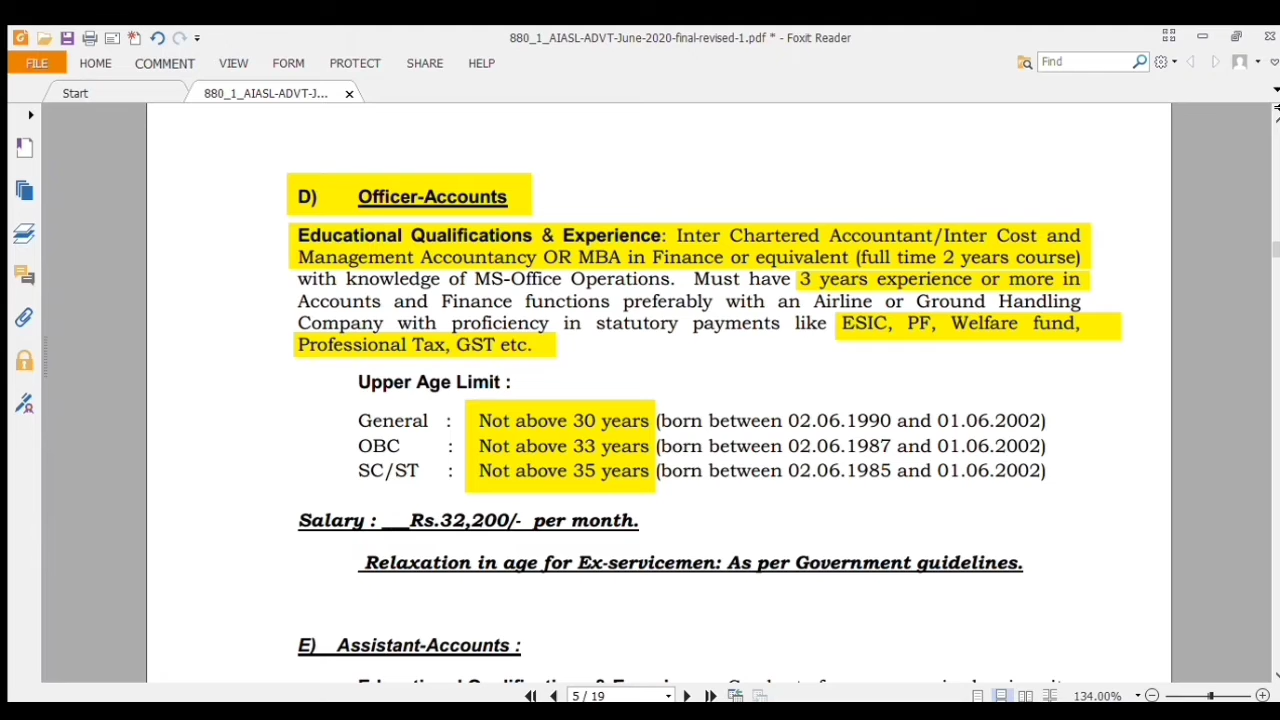 880_1_AIASL-ADVT-June-2020-final-revised-1.pdf * - Foxit Reader
FILE HOME COMMENT VIEW FORM PROTECT SHARE HELP Find
Start 880_1_AIASL-ADVT-J...
D) Officer-Accounts
Educational Qualifications & Experience: Inter Chartered Accountant/Inter Cost and
Management Accountancy OR MBA in Finance or equivalent (full time 2 years course)
with knowledge of MS-Office Operations. Must have 3 years experience or more in
Accounts and Finance functions preferably with an Airline or Ground Handling
Company with proficiency in statutory payments like ESIC, PF, Welfare fund,
Professional Tax, GST etc.
Upper Age Limit :
General : Not above 30 years (born between 02.06.1990 and 01.06.2002)
OBC : Not above 33 years (born between 02.06.1987 and 01.06.2002)
SC/ST : Not above 35 years (born between 02.06.1985 and 01.06.2002)
Salary : __Rs.32,200/- per month.
Relaxation in age for Ex-servicemen: As per Government guidelines.
E) Assistant-Accounts :
5 / 19 134.00%